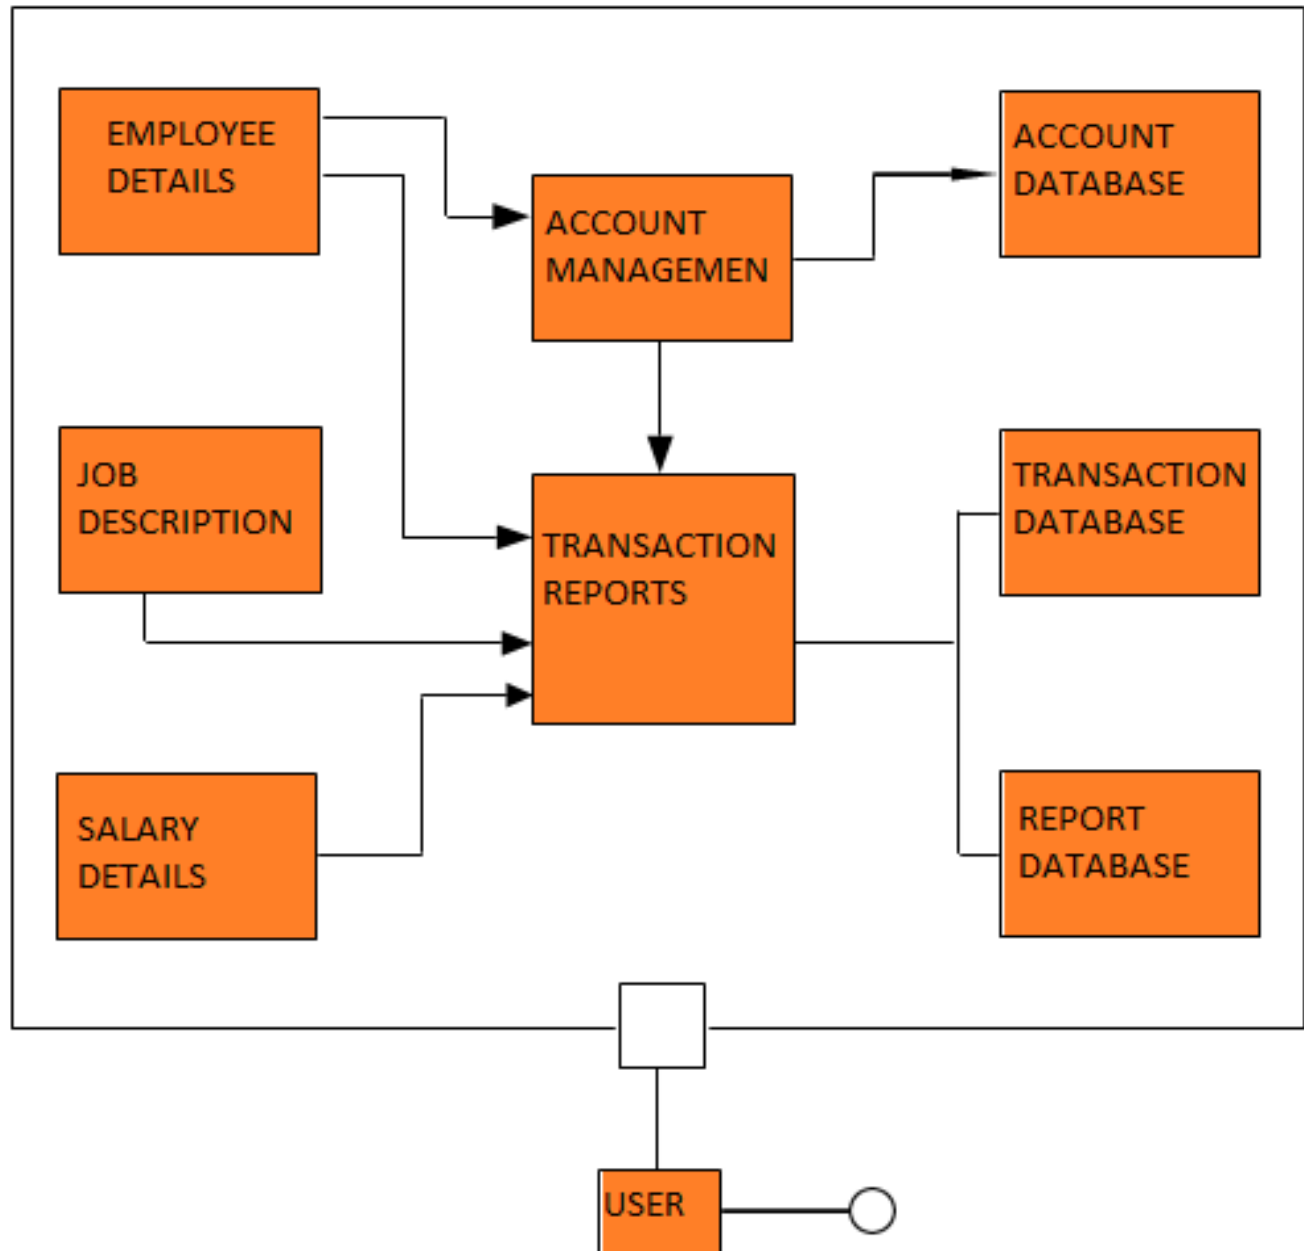 EMPLOYEE
DETAILS
ACCOUNT
MANAGEMEN
ACCOUNT
DATABASE
JOB
DESCRIPTION
TRANSACTION
REPORTS
TRANSACTION
DATABASE
SALARY
DETAILS
REPORT
DATABASE
USER